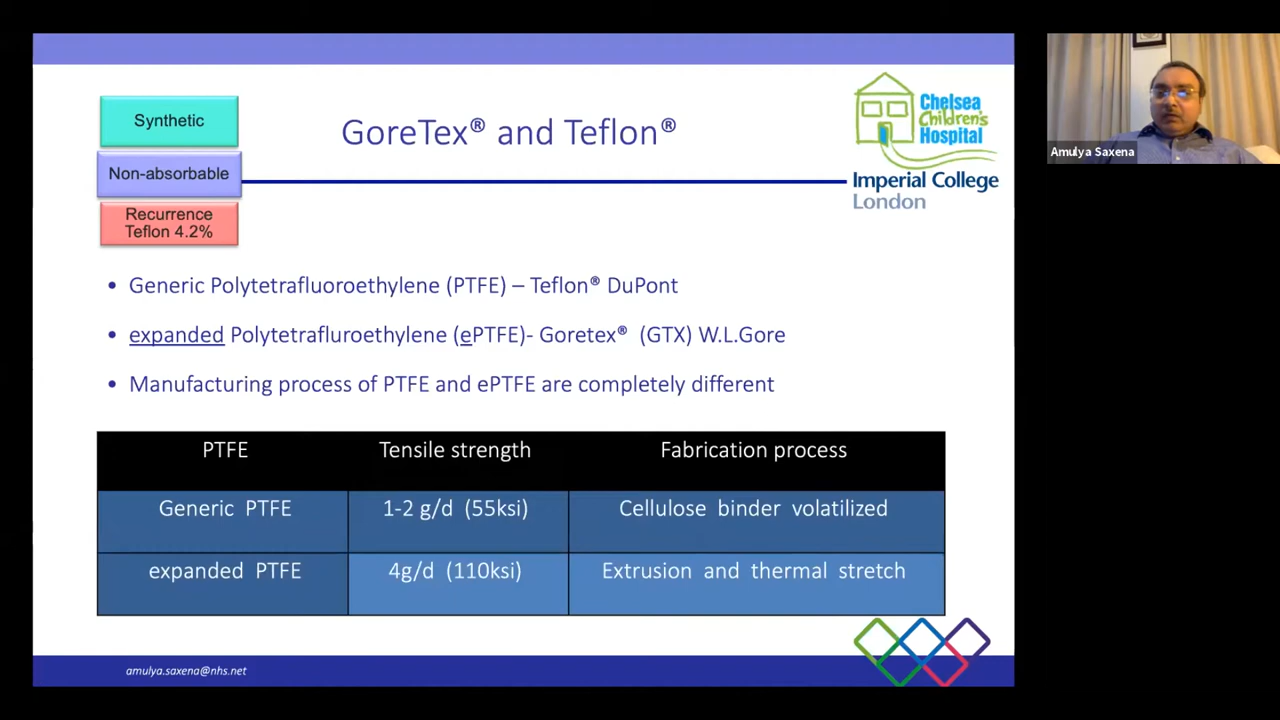 Synthetic
Non-absorbable
Recurrence
Teflon 4.2%
GoreTex® and Teflon®
Chelsea
Children's
Hospital
Imperial College
London
Amulya Saxena
• Generic Polytetrafluoroethylene (PTFE) – Teflon® DuPont
• expanded Polytetrafluroethylene (ePTFE)- Goretex® (GTX) W.L.Gore
• Manufacturing process of PTFE and ePTFE are completely different
PTFE Tensile strength Fabrication process
Generic PTFE 1-2 g/d (55ksi) Cellulose binder volatilized
expanded PTFE 4g/d (110ksi) Extrusion and thermal stretch
amulya.saxena@nhs.net